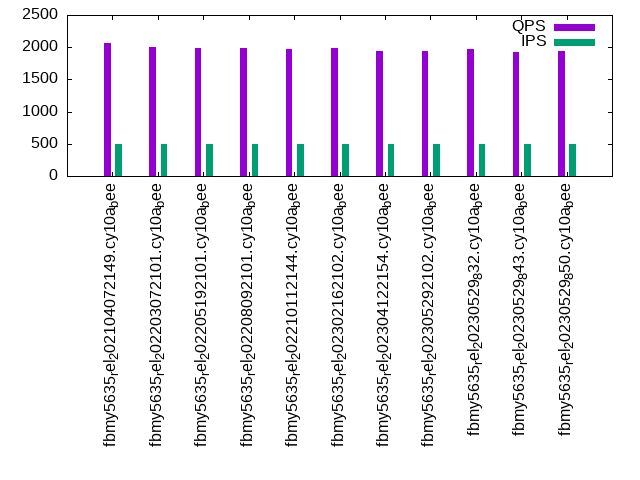 2500
2000
1500
1000
500
0
QPS
IPS
fbmy5635rel202104072149.cy10abee
fbmy5635rel202203072101.cy10abee
fbmy5635rel202205192101.cy10abee
fbmy5635rel202208092101.cy10abee
fbmy5635rel202210112144.cy10abee
fbmy5635rel202302162102.cy10abee
fbmy5635rel202304122154.cy10abee
fbmy5635rel202305292102.cy10abee
fbmy5635rel20230529832.cy10abee
fbmy5635rel20230529843.cy10abee
fbmy5635rel20230529850.cy10abee